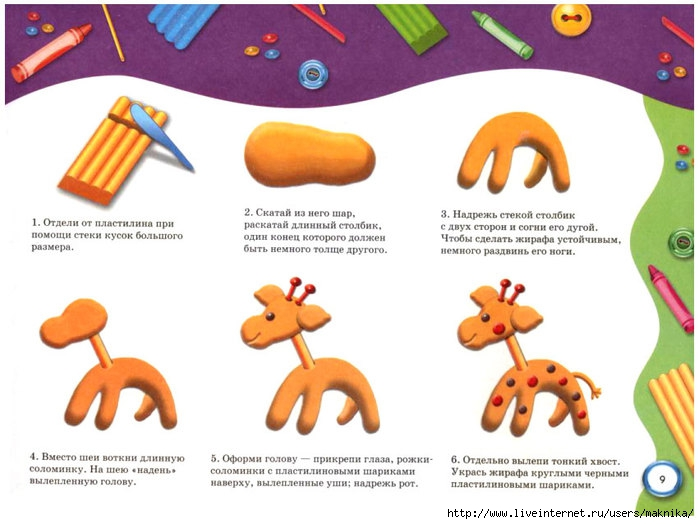 1. Отдели от пластилина при
помощи стеки кусок большого
размера.
2. Скатай из него шар,
раскатай длинный столбик,
один конец которого должен
быть немного толще другого.
3. Надрежь стекой столбик
с двух сторон и согни его дугой.
Чтобы сделать жирафа устойчивым,
немного раздвинь его ноги.
4. Вместо шеи воткни длинную
соломинку. На шею «надень»
вылепленную голову.
5. Оформи голову — прикрепи глаза, рожки-
соломинки с пластилиновыми шариками
наверху, вылепленные уши; надрежь рот.
6. Отдельно вылепи тонкий хвост.
Укрась жирафа круглыми черными
пластилиновыми шариками.
9
http://www.liveinternet.ru/users/maknika/